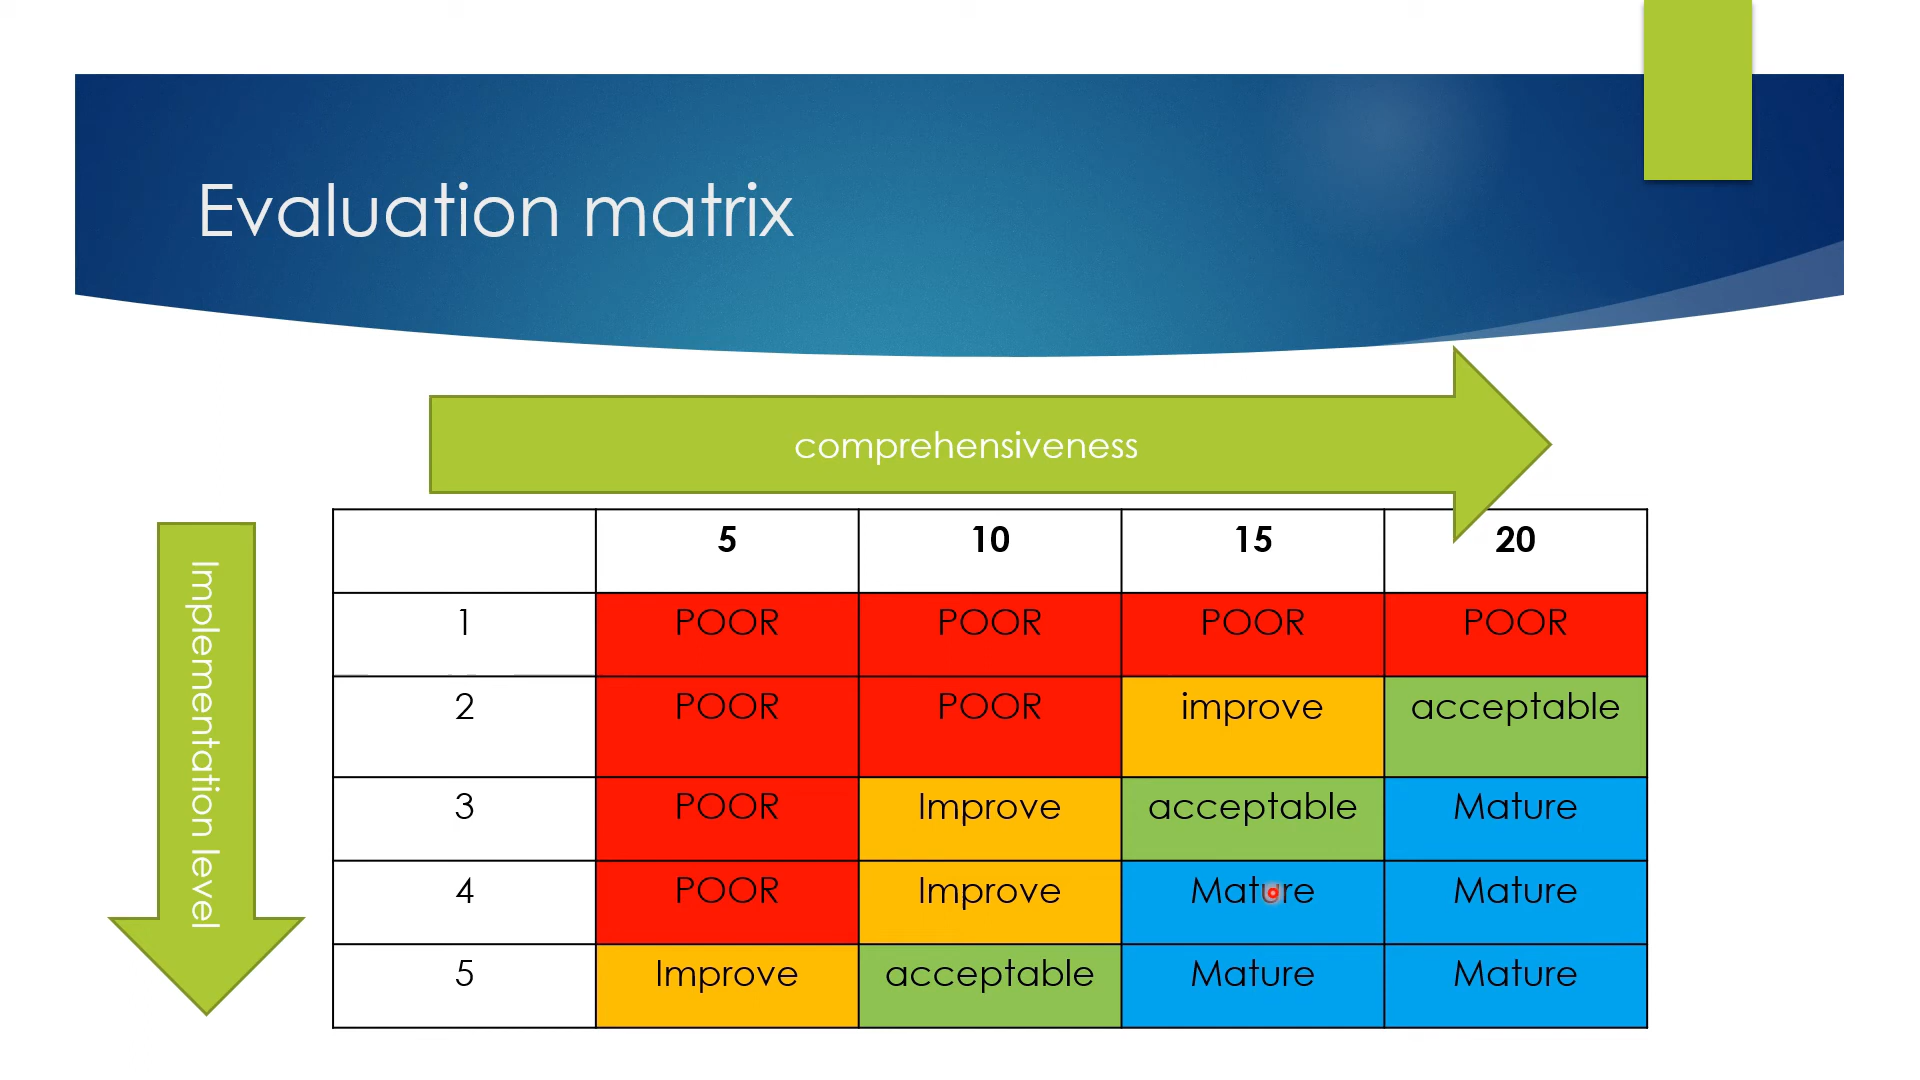 Evaluation matrix
comprehensiveness
Implementation level
5 10 15 20
1 POOR POOR POOR POOR
2 POOR POOR improve acceptable
3 POOR Improve acceptable Mature
4 POOR Improve Mature Mature
5 Improve acceptable Mature Mature